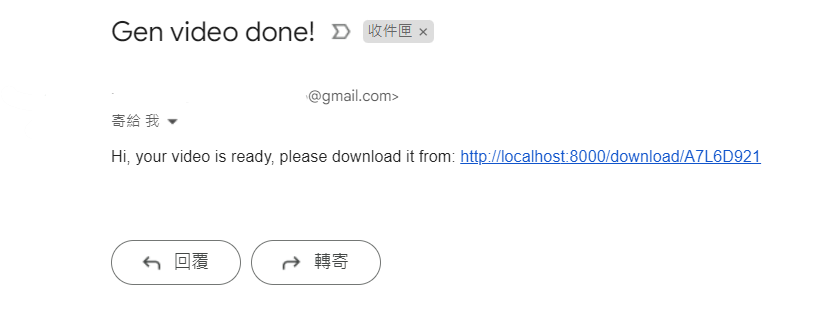 Gen video done! 收件匣 ×
@gmail.com>
寄給 我
Hi, your video is ready, please download it from: http://localhost:8000/download/A7L6D921
回覆 轉寄